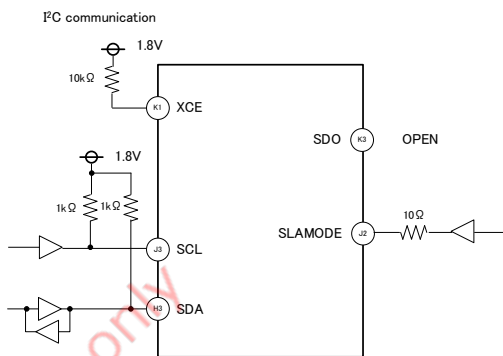 I²C communication
1.8V
10kΩ
K1 XCE
SDO K3 OPEN
1.8V
1kΩ 1kΩ
10Ω
SLAMODE J2
J3 SCL
H3 SDA
only